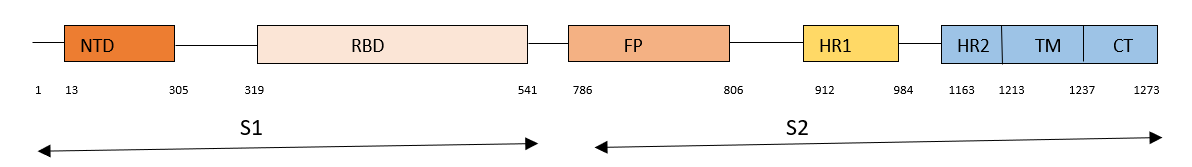 NTD RBD FP HR1 HR2 TM CT
1 13 305 319 541 786 806 912 984 1163 1213 1237 1273
S1 S2